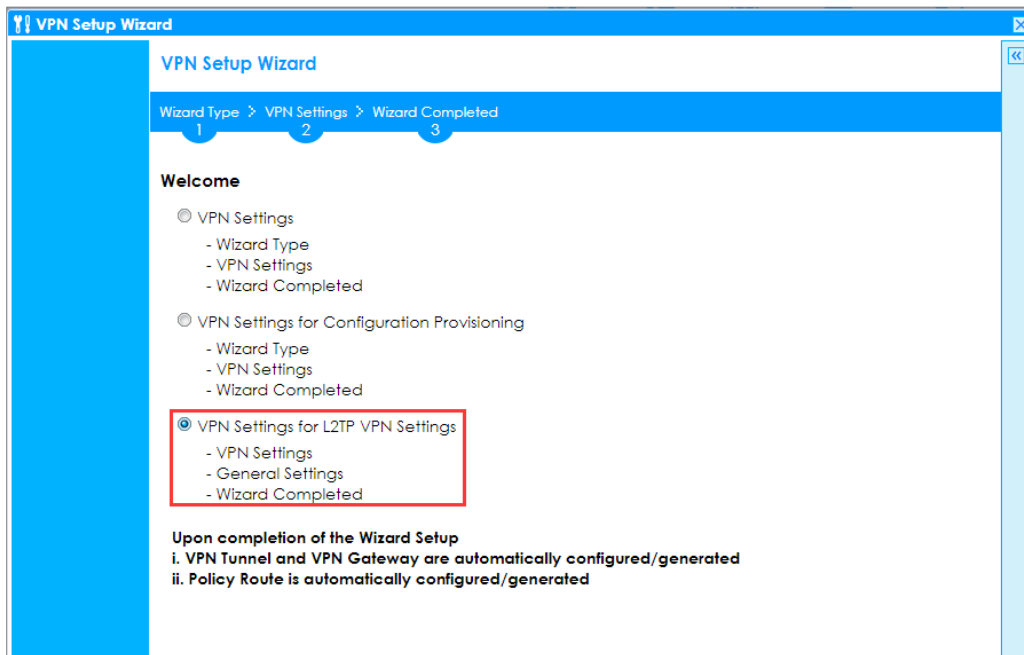 VPN Setup Wizard
VPN Setup Wizard
Wizard Type > VPN Settings > Wizard Completed
1 2 3
Welcome
VPN Settings
- Wizard Type
- VPN Settings
- Wizard Completed
VPN Settings for Configuration Provisioning
- Wizard Type
- VPN Settings
- Wizard Completed
VPN Settings for L2TP VPN Settings
- VPN Settings
- General Settings
- Wizard Completed
Upon completion of the Wizard Setup
i. VPN Tunnel and VPN Gateway are automatically configured/generated
ii. Policy Route is automatically configured/generated